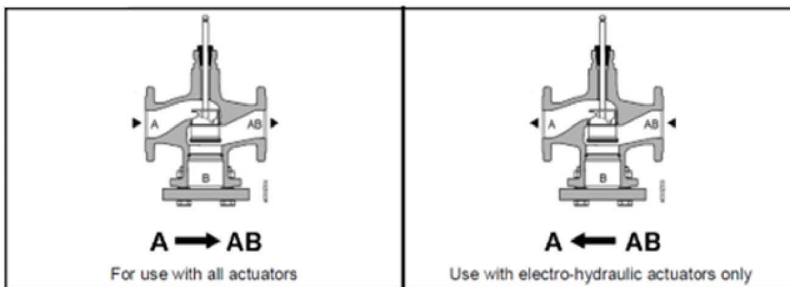 A
AB
B
A AB
For use with all actuators
A
AB
B
A AB
Use with electro-hydraulic actuators only